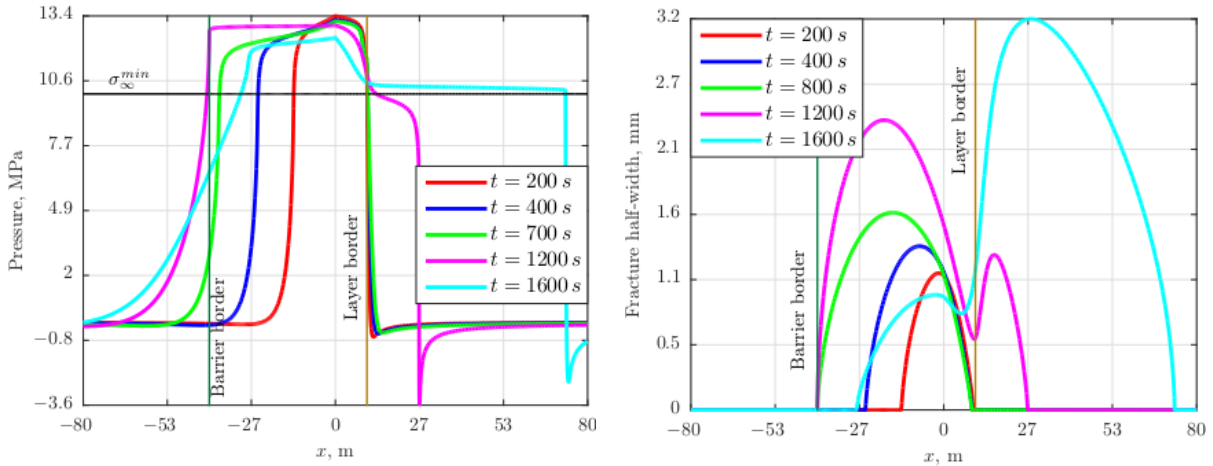 13.4
10.6
7.7
4.9
2
−0.8
−3.6
Pressure, MPa
σ∞^min
t = 200 s
t = 400 s
t = 700 s
t = 1200 s
t = 1600 s
Barrier border
Layer border
−80
−53
−27
0
27
53
80
x, m
3.2
2.7
2.1
1.6
1.1
0.5
0
Fracture half-width, mm
t = 200 s
t = 400 s
t = 800 s
t = 1200 s
t = 1600 s
Barrier border
Layer border
−80
−53
−27
0
27
53
80
x, m